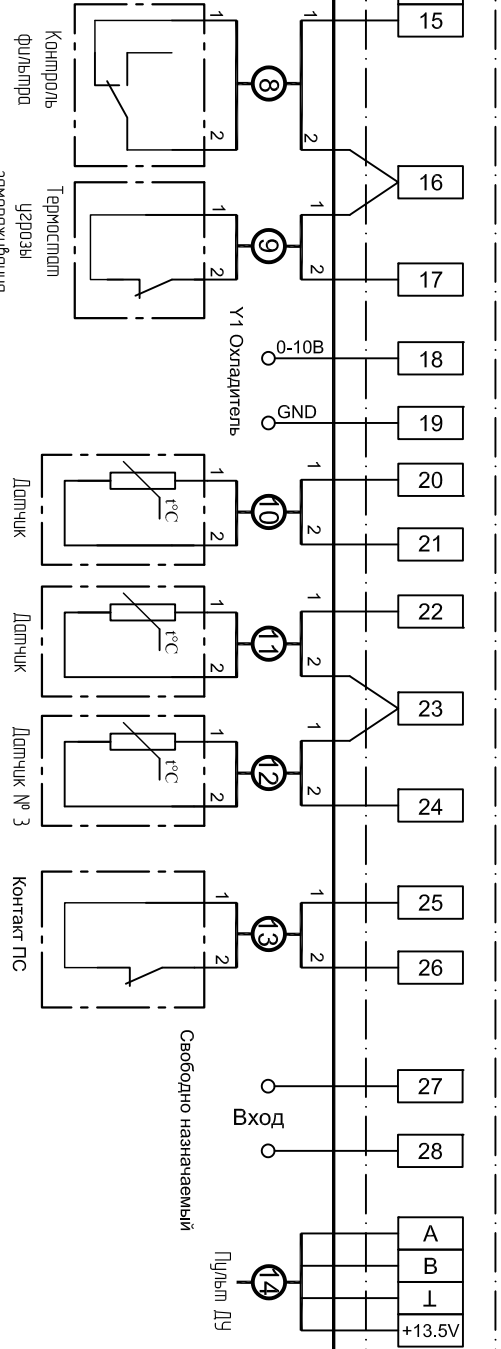 15
1
1
Контроль
фильтра
8
2
2
16
Термостат
угрозы
1
1
9
2
2
17
Y1 Охладитель
0-10В
18
GND
19
Датчик
t°C
1
1
20
10
2
2
21
Датчик
t°C
1
1
22
11
2
2
23
Датчик № 3
t°C
1
1
12
2
2
24
Контакт ПС
1
1
25
13
2
2
26
Свободно назначаемый
Вход
27
28
Пульт ДУ
14
A
B
⊥
+13.5V